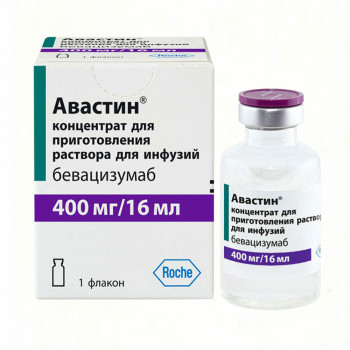 Авастин®
концентрат для
приготовления
раствора для инфузий
бевацизумаб
400 мг/16 мл
1 флакон
Roche
Авастин®
концентрат для
приготовления раство
для инфузий
бевацизумаб
400 мг/16 мл